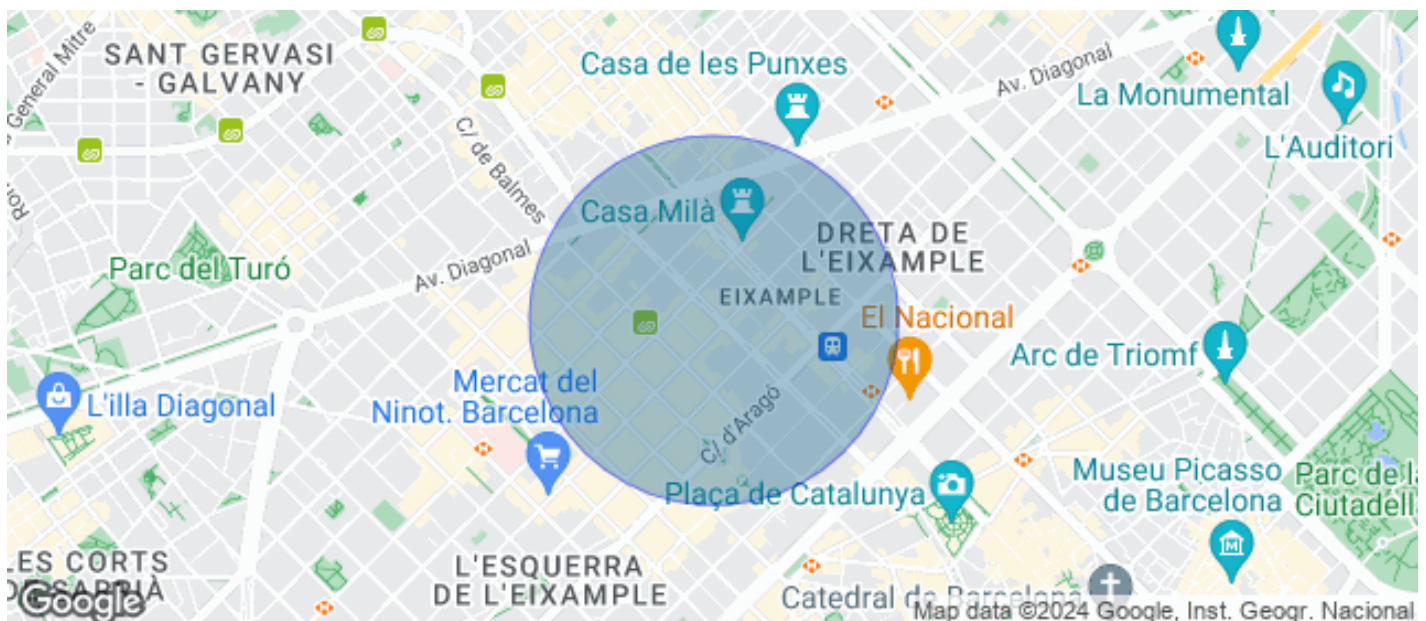 SANT GERVASI
- GALVANY
General Mitre
Casa de les Punxes
Av. Diagonal
La Monumental
L'Auditori
C/ de Balmes
Casa Milà
DRETA DE
L'EIXAMPLE
Parc del Turó
Av. Diagonal
EIXAMPLE
El Nacional
Arc de Triomf
L'illa Diagonal
Mercat del
Ninot. Barcelona
C/ d'Aragó
Plaça de Catalunya
Museu Picasso
de Barcelona
Parc de la
Ciutadell
LES CORTS
L'ESQUERRA
DE L'EIXAMPLE
Catedral de Barcelona
Google
Map data ©2024 Google, Inst. Geogr. Nacional